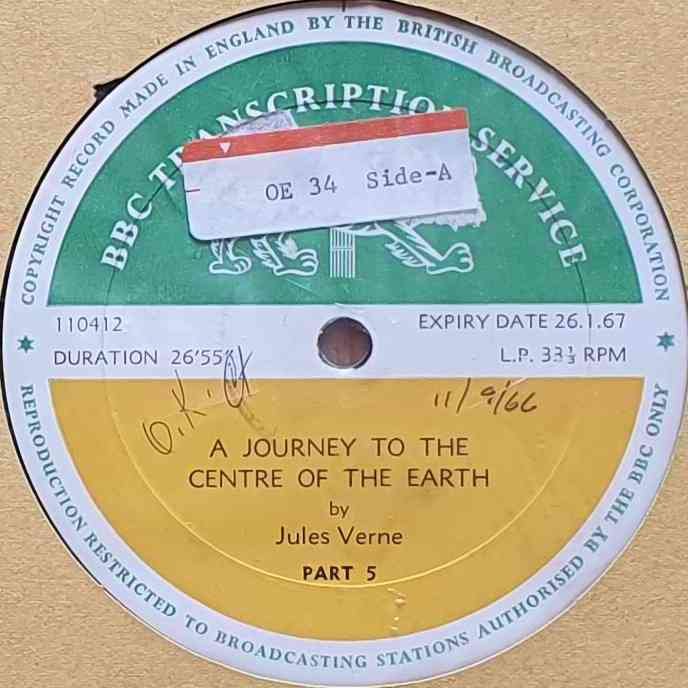 COPYRIGHT RECORD MADE IN ENGLAND BY THE BRITISH BROADCASTING CORPORATION
BBC TRANSCRIPTION SERVICE
OE 34 Side-A
110412
EXPIRY DATE 26.1.67
DURATION 26'55"
L.P. 33⅓ RPM
O.K.
11/9/66
A JOURNEY TO THE
CENTRE OF THE EARTH
by
Jules Verne
PART 5
REPRODUCTION RESTRICTED TO BROADCASTING STATIONS AUTHORISED BY THE BBC ONLY